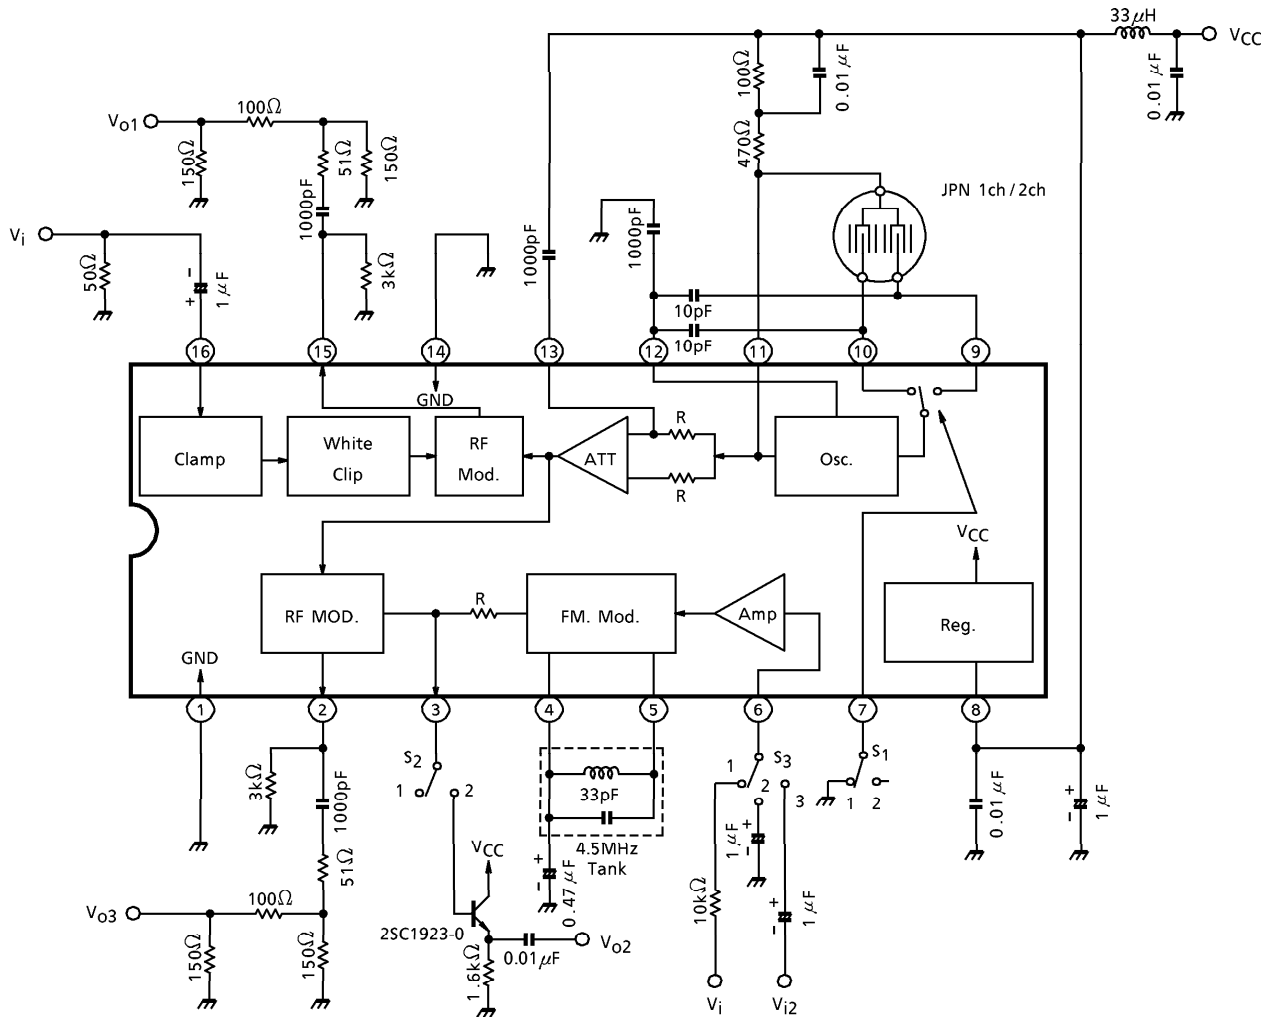 33μH
VCC
0.01μF
0.01μF
100Ω
470Ω
100Ω
Vo1
150Ω
51Ω
150Ω
1000pF
JPN 1ch/2ch
Vi
50Ω
+
-
1μF
3kΩ
1000pF
1000pF
10pF
10pF
16
15
14
13
12
11
10
9
GND
Clamp
White
Clip
RF
Mod.
ATT
R
R
Osc.
VCC
RF MOD.
R
FM. Mod.
Amp
Reg.
GND
1
2
3
4
5
6
7
8
3kΩ
1000pF
51Ω
S2
1
2
33pF
4.5MHz
Tank
+
-
0.47μF
1
S3
2
3
S1
1
2
+
-
1μF
0.01μF
+
-
1μF
VCC
10kΩ
+
-
1μF
Vo3
100Ω
150Ω
150Ω
2SC1923-0
1.6kΩ
0.01μF
Vo2
Vi
Vi2